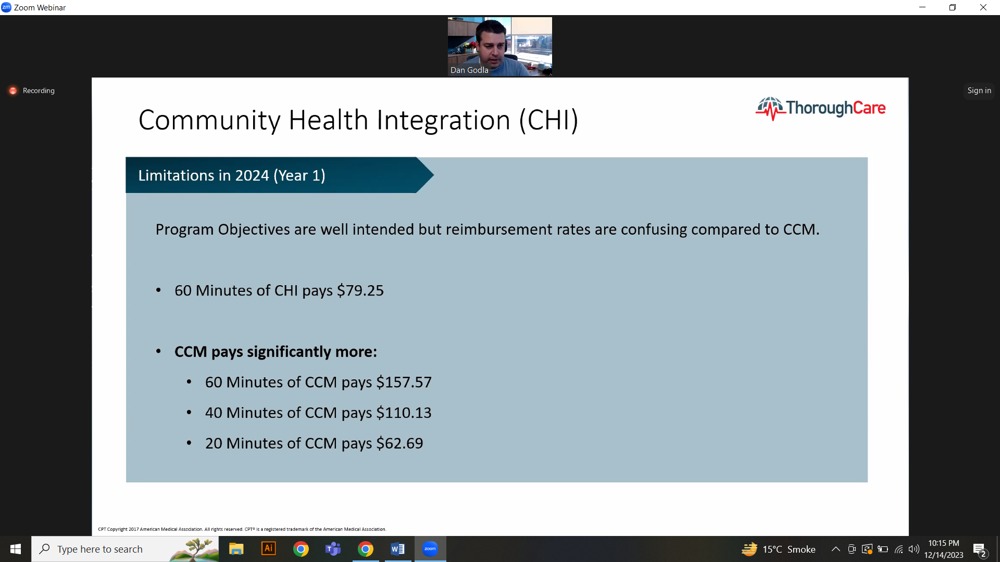 Zoom Webinar
Dan Godla
Recording
Sign in
Community Health Integration (CHI)
ThoroughCare
Limitations in 2024 (Year 1)
Program Objectives are well intended but reimbursement rates are confusing compared to CCM.
• 60 Minutes of CHI pays $79.25
• CCM pays significantly more:
• 60 Minutes of CCM pays $157.57
• 40 Minutes of CCM pays $110.13
• 20 Minutes of CCM pays $62.69
CPT Copyright 2017 American Medical Association. All rights reserved. CPT® is a registered trademark of the American Medical Association.
Type here to search
15°C Smoke
10:15 PM
12/14/2023
2